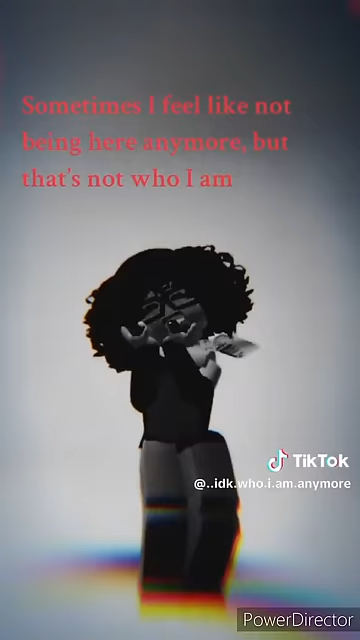 Sometimes I feel like not
being here anymore, but
that's not who I am
TikTok
@..idk.who.i.am.anymore
PowerDirector